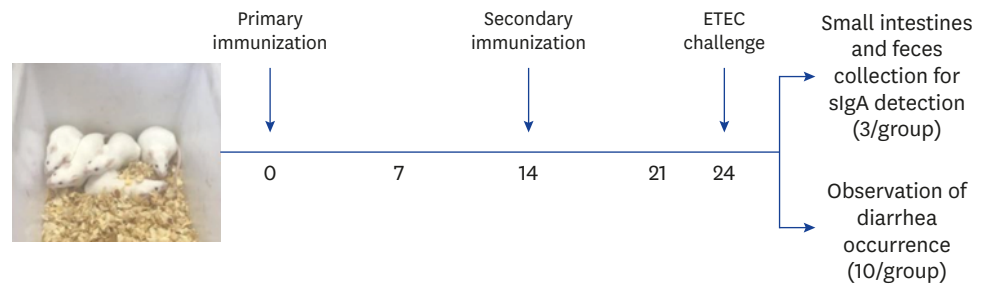 Primary
immunization
Secondary
immunization
ETEC
challenge
Small intestines
and feces
collection for
sIgA detection
(3/group)
0
7
14
21
24
Observation of
diarrhea
occurrence
(10/group)